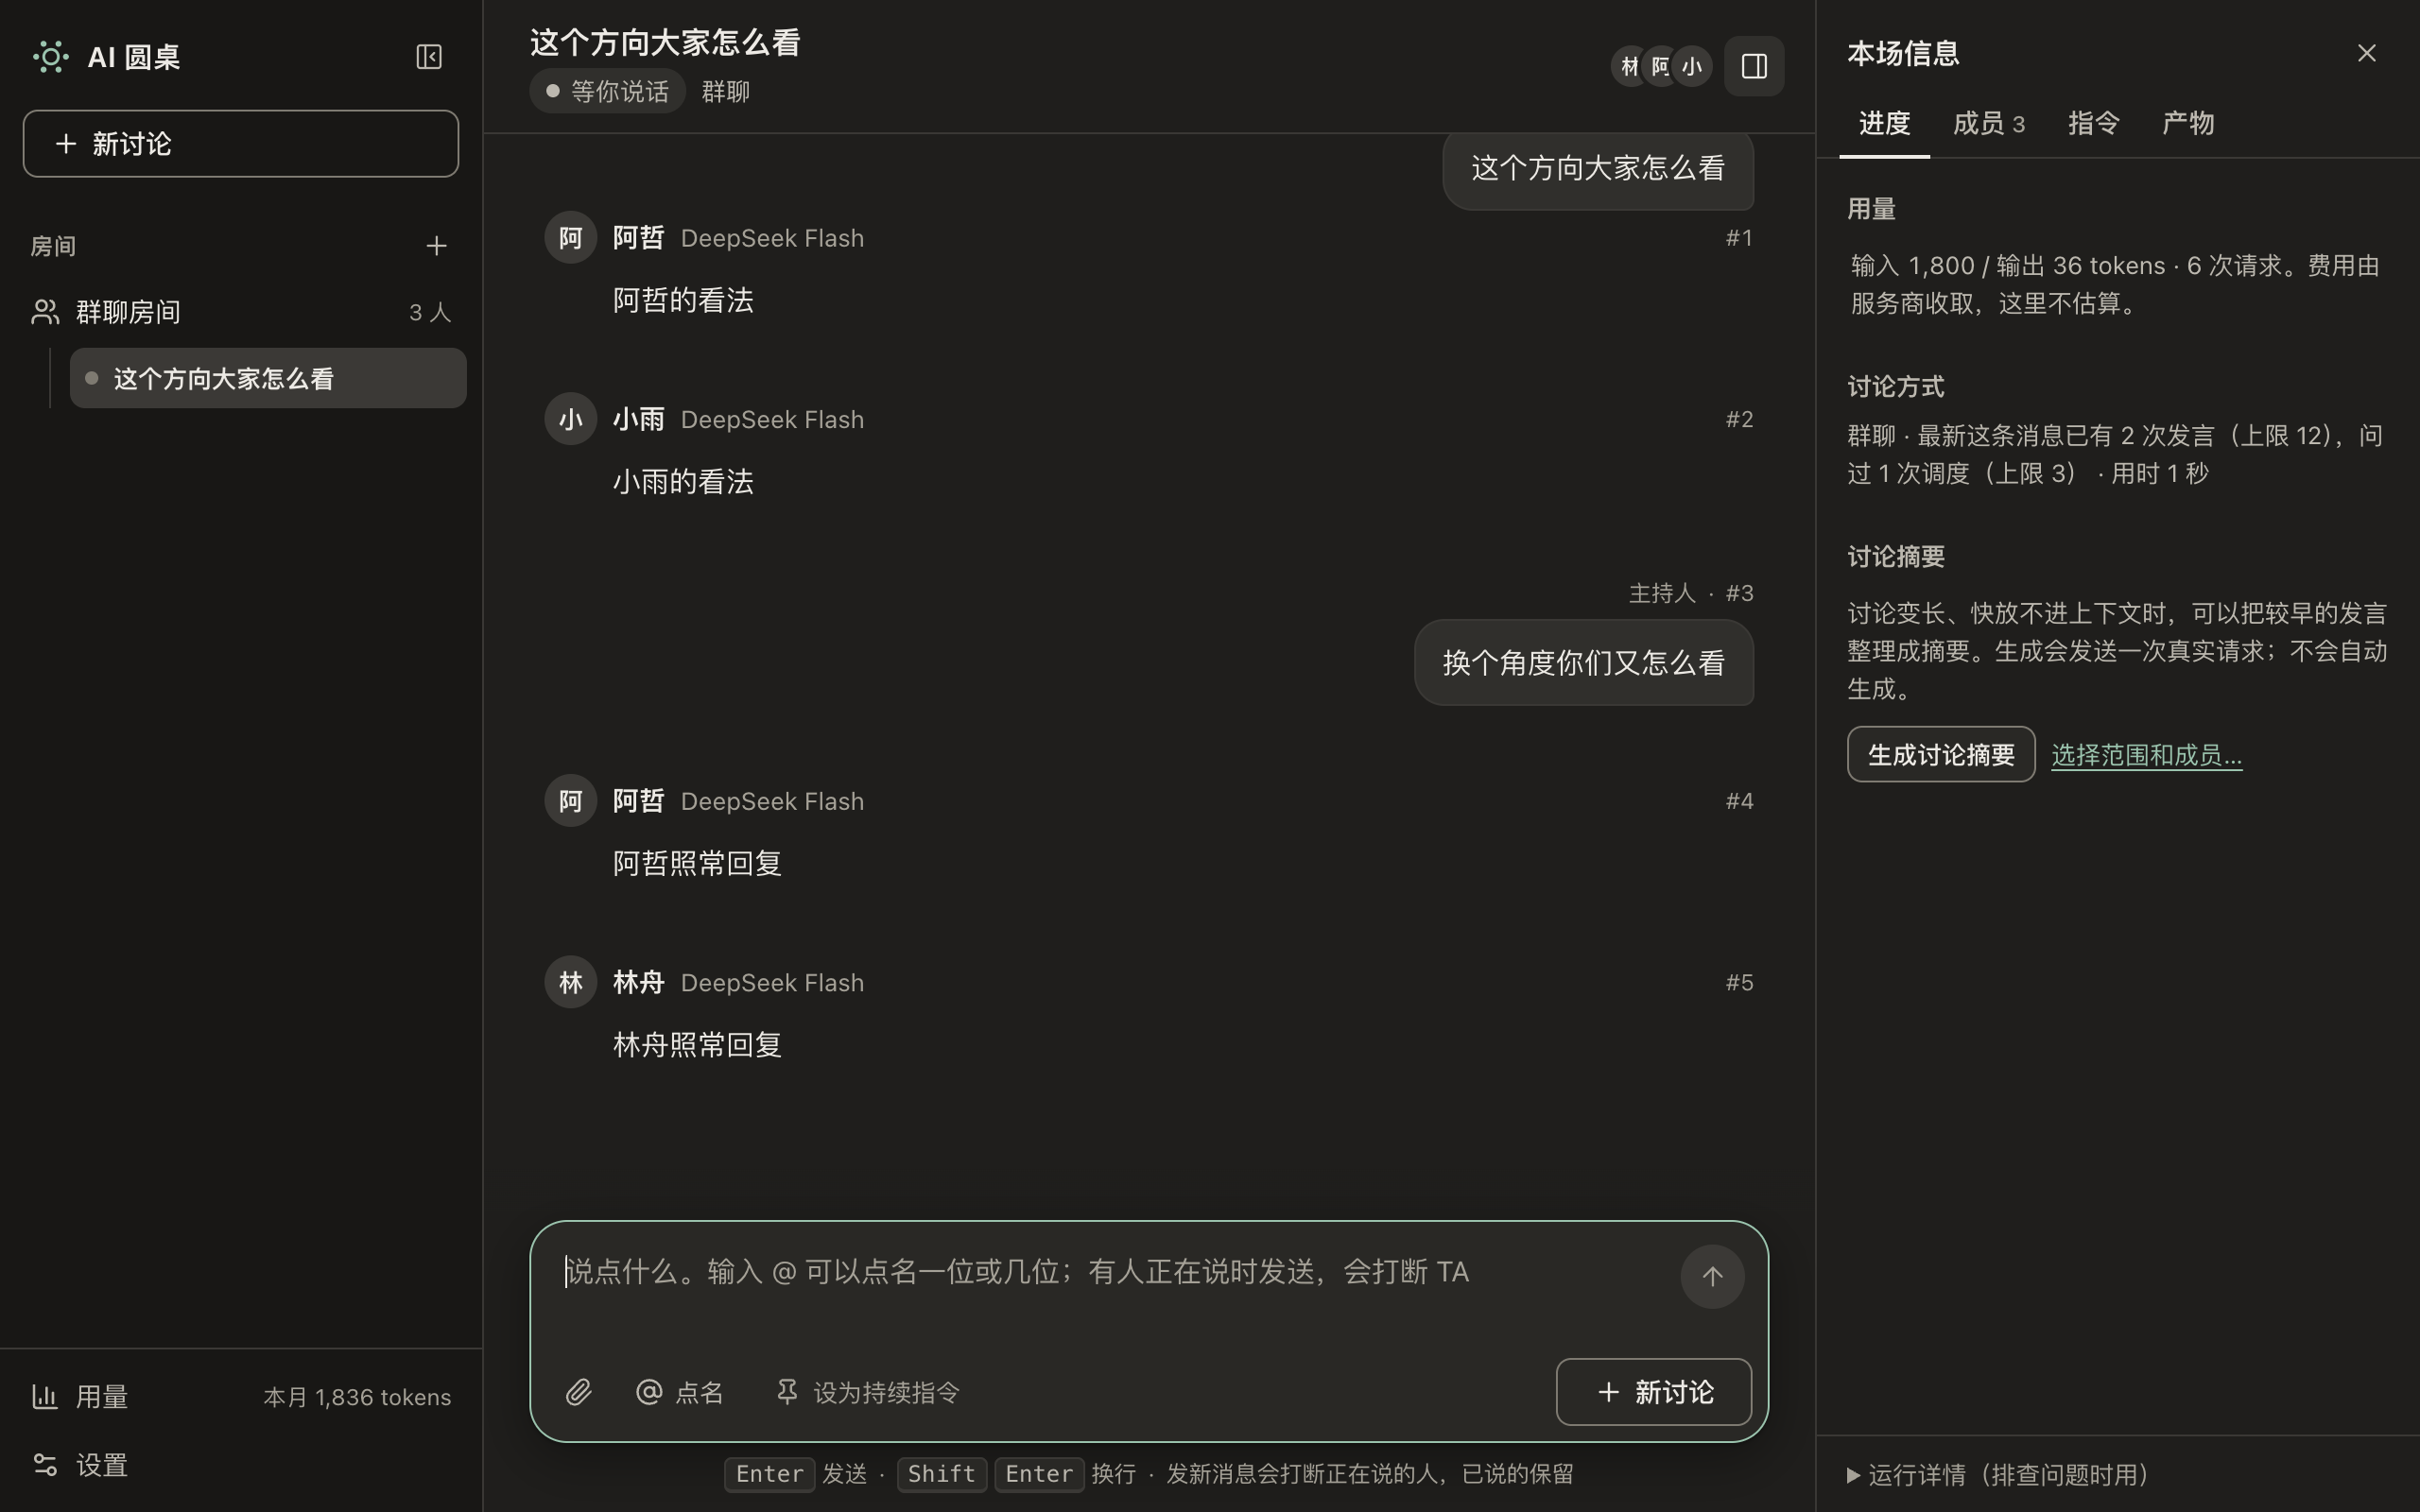 AI 圆桌
新讨论
房间
群聊房间 3 人
这个方向大家怎么看
用量 本月 1,836 tokens
设置
这个方向大家怎么看
等你说话 群聊
林 阿 小
这个方向大家怎么看
阿 阿哲 DeepSeek Flash #1
阿哲的看法
小 小雨 DeepSeek Flash #2
小雨的看法
主持人 · #3
换个角度你们又怎么看
阿 阿哲 DeepSeek Flash #4
阿哲照常回复
林 林舟 DeepSeek Flash #5
林舟照常回复
说点什么。输入 @ 可以点名一位或几位；有人正在说时发送，会打断 TA
点名 设为持续指令 新讨论
Enter 发送 · Shift Enter 换行 · 发新消息会打断正在说的人，已说的保留
本场信息
进度 成员 3 指令 产物
用量
输入 1,800 / 输出 36 tokens · 6 次请求。费用由
服务商收取，这里不估算。
讨论方式
群聊 · 最新这条消息已有 2 次发言（上限 12），问
过 1 次调度（上限 3） · 用时 1 秒
讨论摘要
讨论变长、快放不进上下文时，可以把较早的发言
整理成摘要。生成会发送一次真实请求；不会自动
生成。
生成讨论摘要 选择范围和成员…
运行详情（排查问题时用）